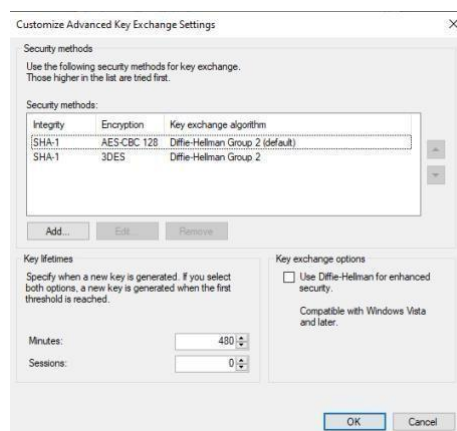 Customize Advanced Key Exchange Settings
Security methods
Use the following security methods for key exchange.
Those higher in the list are tried first.
Security methods:
Integrity Encryption Key exchange algorithm
SHA-1 AES-CBC 128 Diffie-Hellman Group 2 (default)
SHA-1 3DES Diffie-Hellman Group 2
Add... Edit... Remove
Key lifetimes
Specify when a new key is generated. If you select
both options, a new key is generated when the first
threshold is reached.
Minutes: 480
Sessions: 0
Key exchange options
Use Diffie-Hellman for enhanced
security.
Compatible with Windows Vista
and later.
OK Cancel